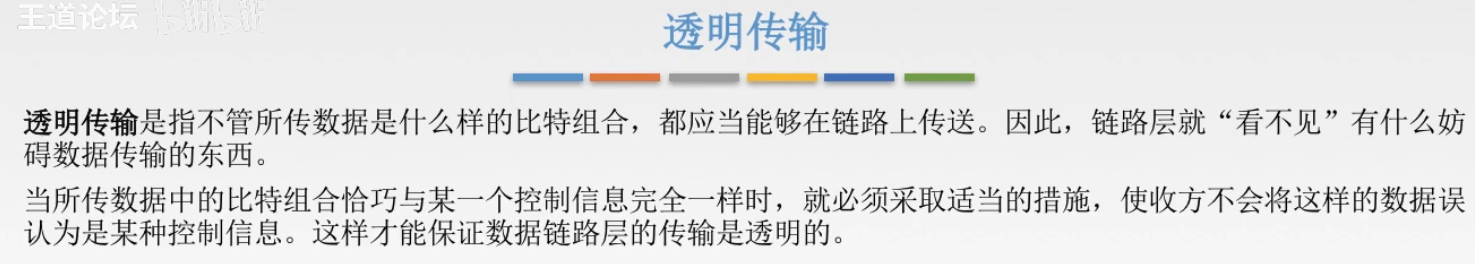 王道论坛 bilibili
透明传输
透明传输是指不管所传数据是什么样的比特组合，都应当能够在链路上传送。因此，链路层就“看不见”有什么妨
碍数据传输的东西。
当所传数据中的比特组合恰巧与某一个控制信息完全一样时，就必须采取适当的措施，使收方不会将这样的数据误
认为是某种控制信息。这样才能保证数据链路层的传输是透明的。